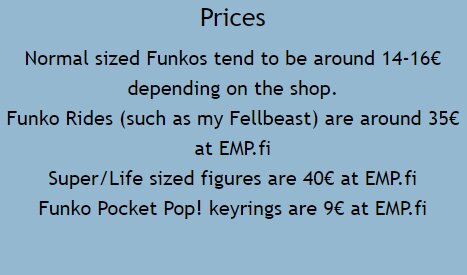 Prices
Normal sized Funkos tend to be around 14-16€
depending on the shop.
Funko Rides (such as my Fellbeast) are around 35€
at EMP.fi
Super/Life sized figures are 40€ at EMP.fi
Funko Pocket Pop! keyrings are 9€ at EMP.fi